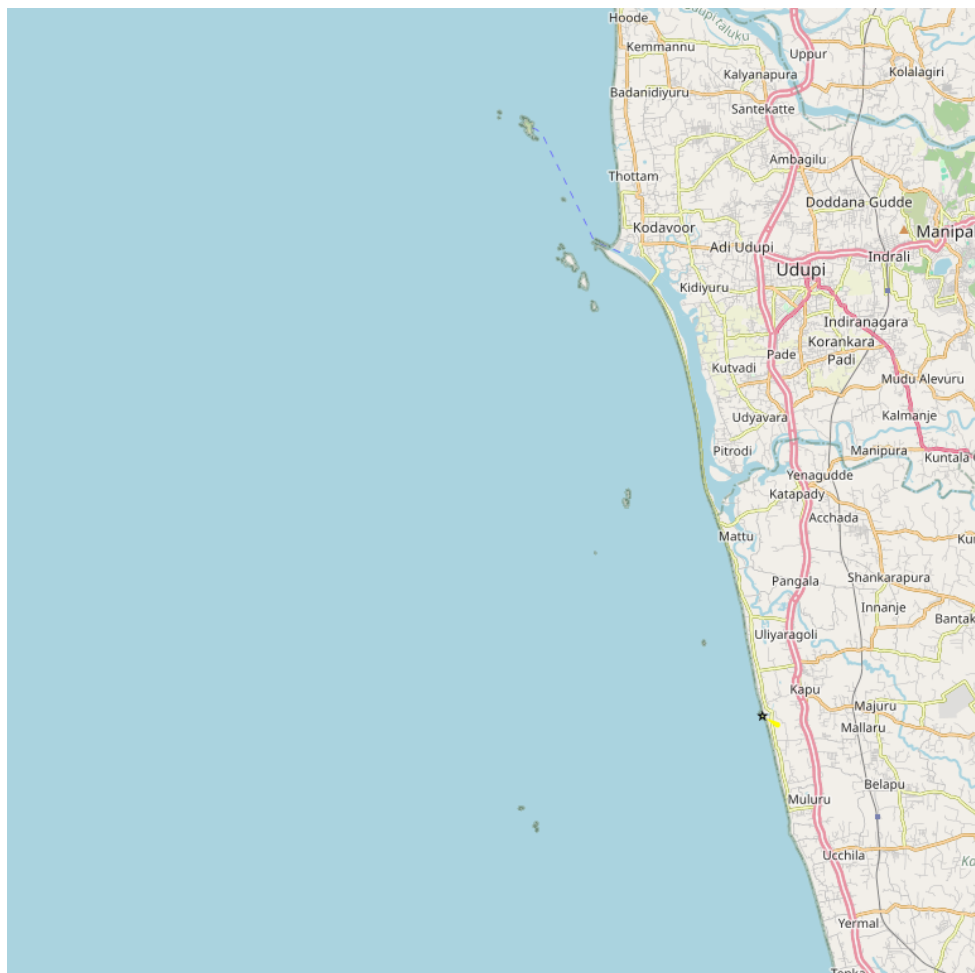 Hoode
Udupi taluku
Kemmannu
Uppur
Kalyanapura
Kolalagiri
Badanidiyuru
Santekatte
Ambagilu
Thottam
Doddana Gudde
Kodavoor
Manipal
Adi Udupi
Indrali
Udupi
Kidiyuru
Indiranagara
Korankara
Padi
Pade
Kutvadi
Mudu Alevuru
Udyavara
Kalmanje
Pitrodi
Manipura
Kuntala
Yenagudde
Katapady
Acchada
Mattu
Pangala
Shankarapura
Innanje
Bantak
Uliyaragoli
Kapu
Majuru
Mallaru
Belapu
Muluru
Ucchila
Yermal